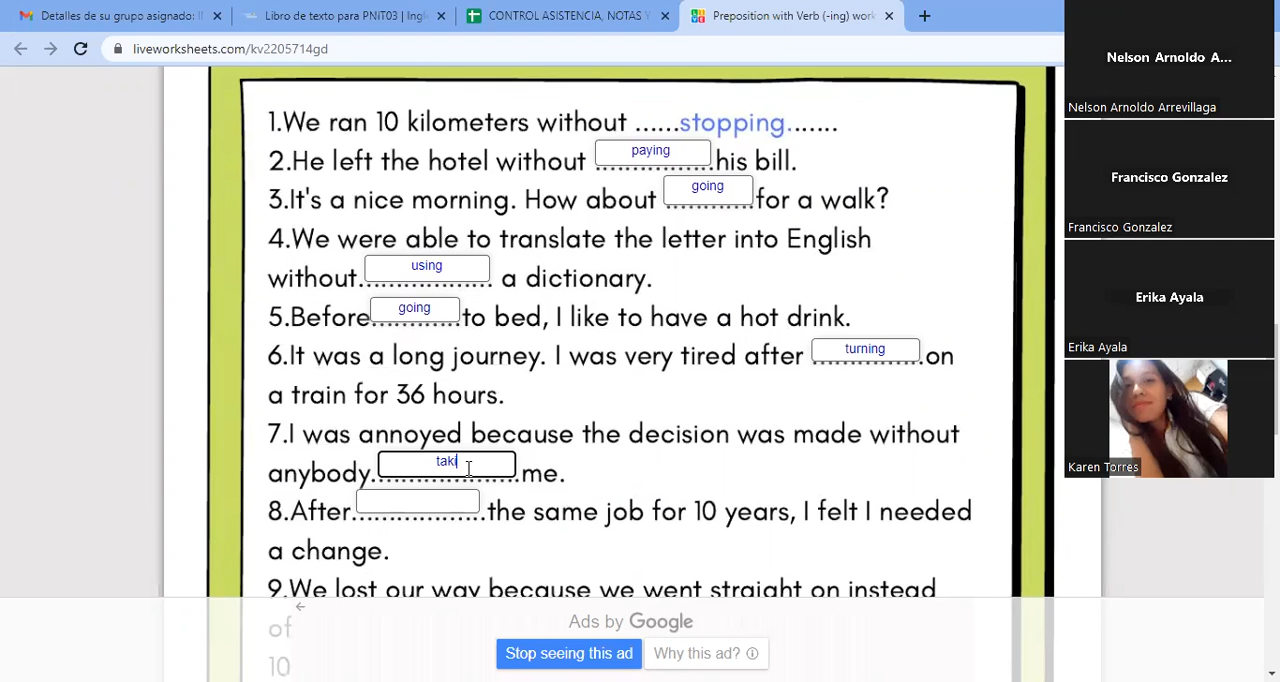 Detalles de su grupo asignado: I
Libro de texto para PNIT03 | Ingl
CONTROL ASISTENCIA, NOTAS Y
Preposition with Verb (-ing) work
liveworksheets.com/kv2205714gd
1.We ran 10 kilometers without ......stopping.......
2.He left the hotel without paying his bill.
3.It's a nice morning. How about going for a walk?
4.We were able to translate the letter into English
without using a dictionary.
5.Before going to bed, I like to have a hot drink.
6.It was a long journey. I was very tired after turning on
a train for 36 hours.
7.I was annoyed because the decision was made without
anybody taki me.
8.After..................the same job for 10 years, I felt I needed
a change.
9.We lost our way because we went straight on instead
of
10
Ads by Google
Stop seeing this ad
Why this ad?
Nelson Arnoldo A...
Nelson Arnoldo Arrevillaga
Francisco Gonzalez
Francisco Gonzalez
Erika Ayala
Erika Ayala
Karen Torres